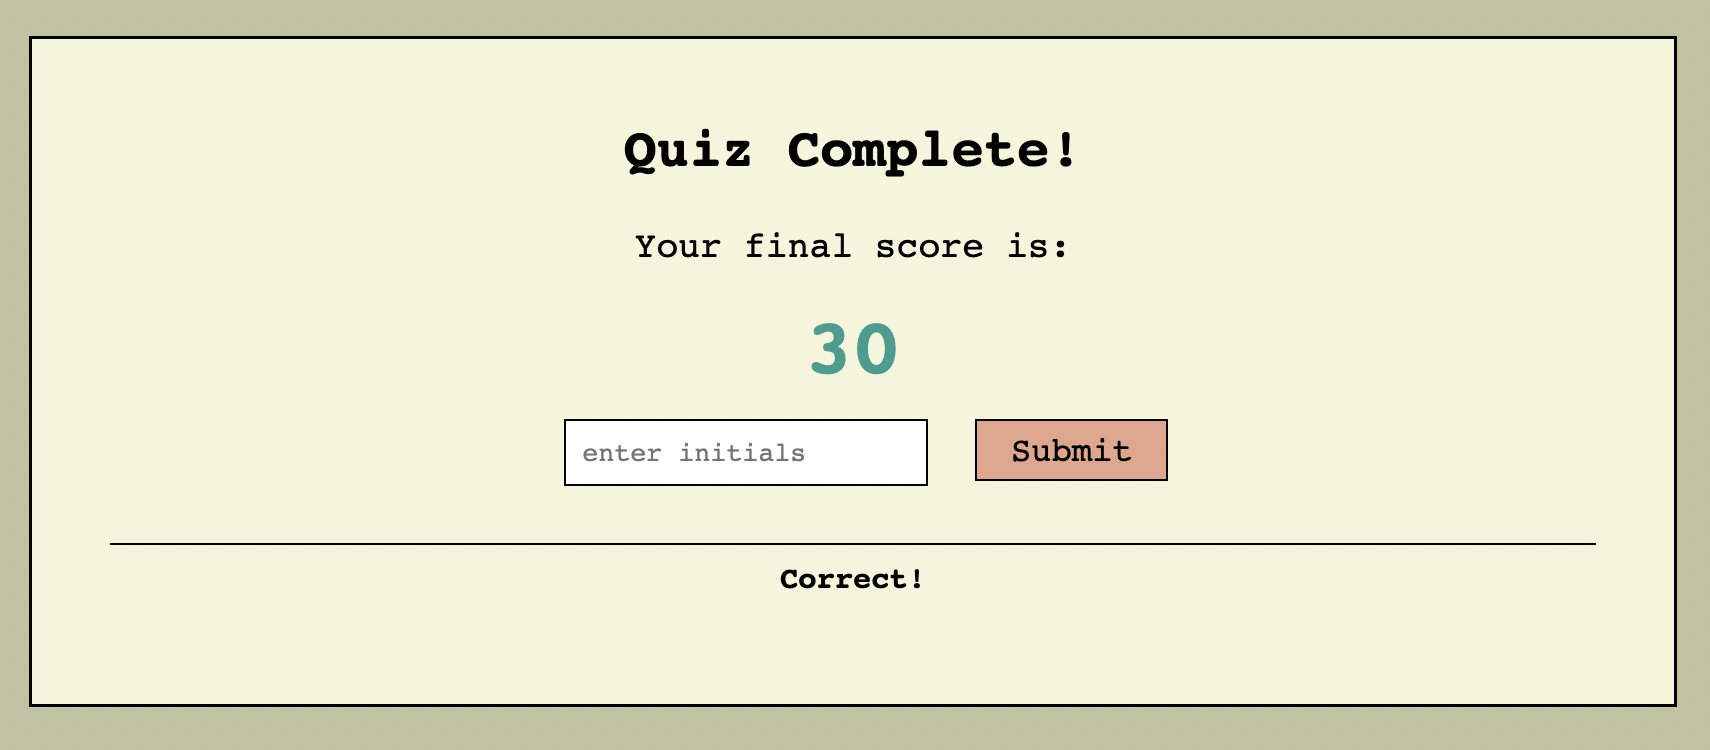 Quiz Complete!
Your final score is:
30
enter initials
Submit
Correct!